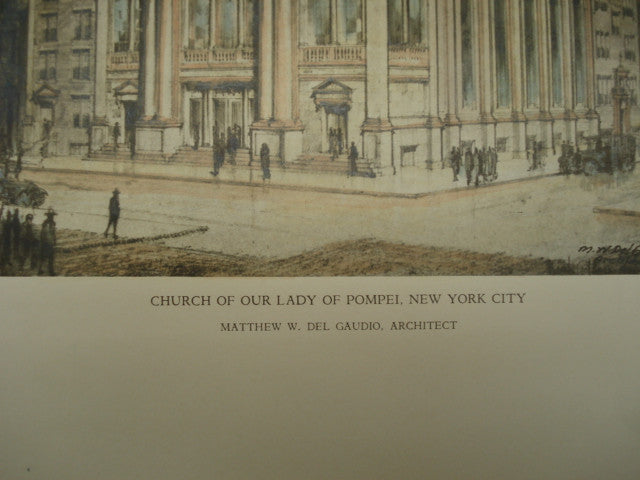 CHURCH OF OUR LADY OF POMPEI, NEW YORK CITY
MATTHEW W. DEL GAUDIO, ARCHITECT